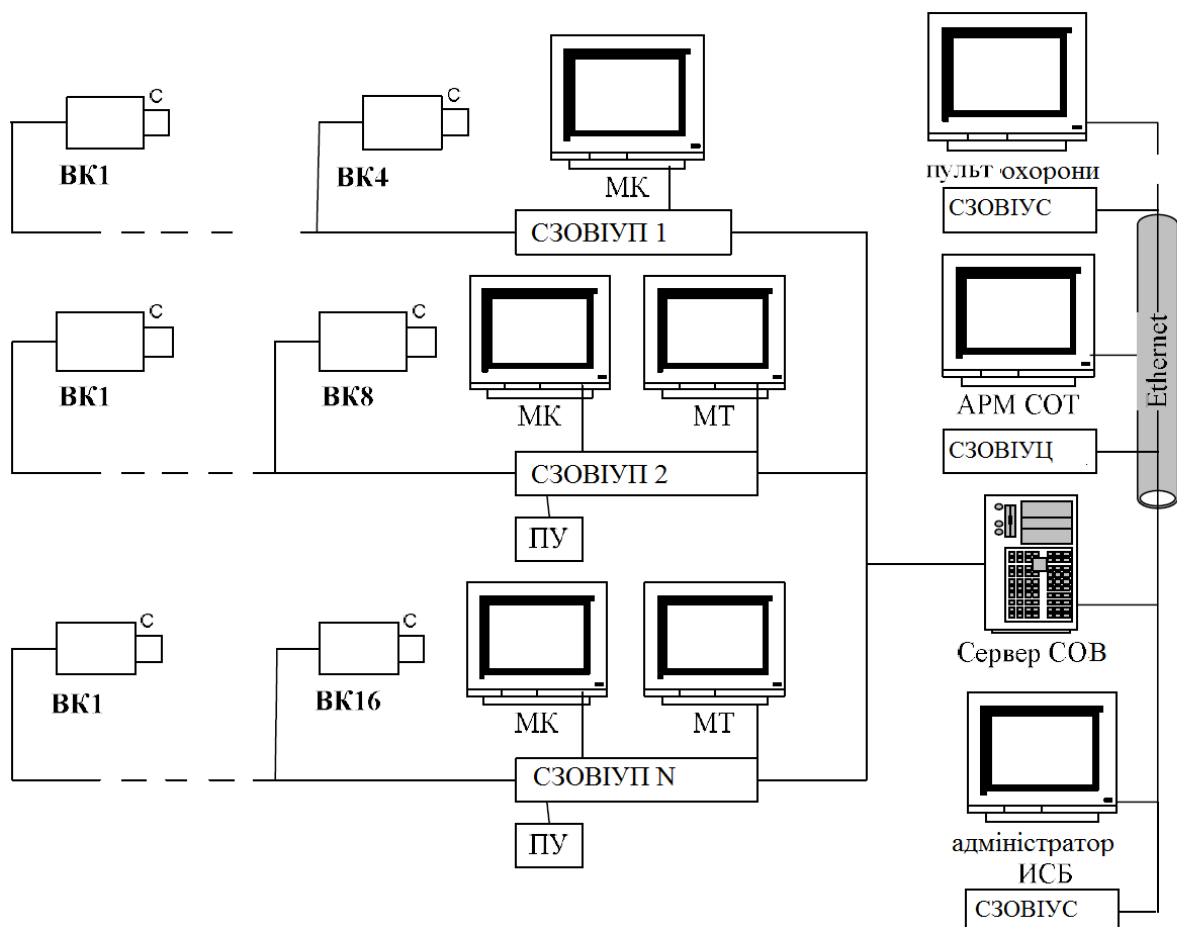 С
ВК1
С
ВК4
МК
СЗОВІУП 1
пульт охорони
СЗОВІУС
С
ВК1
С
ВК8
МК
МТ
СЗОВІУП 2
ПУ
АРМ СОТ
Ethernet
СЗОВІУЦ
Сервер СОВ
С
ВК1
С
ВК16
МК
МТ
СЗОВІУП N
ПУ
адміністратор
ИСБ
СЗОВІУС